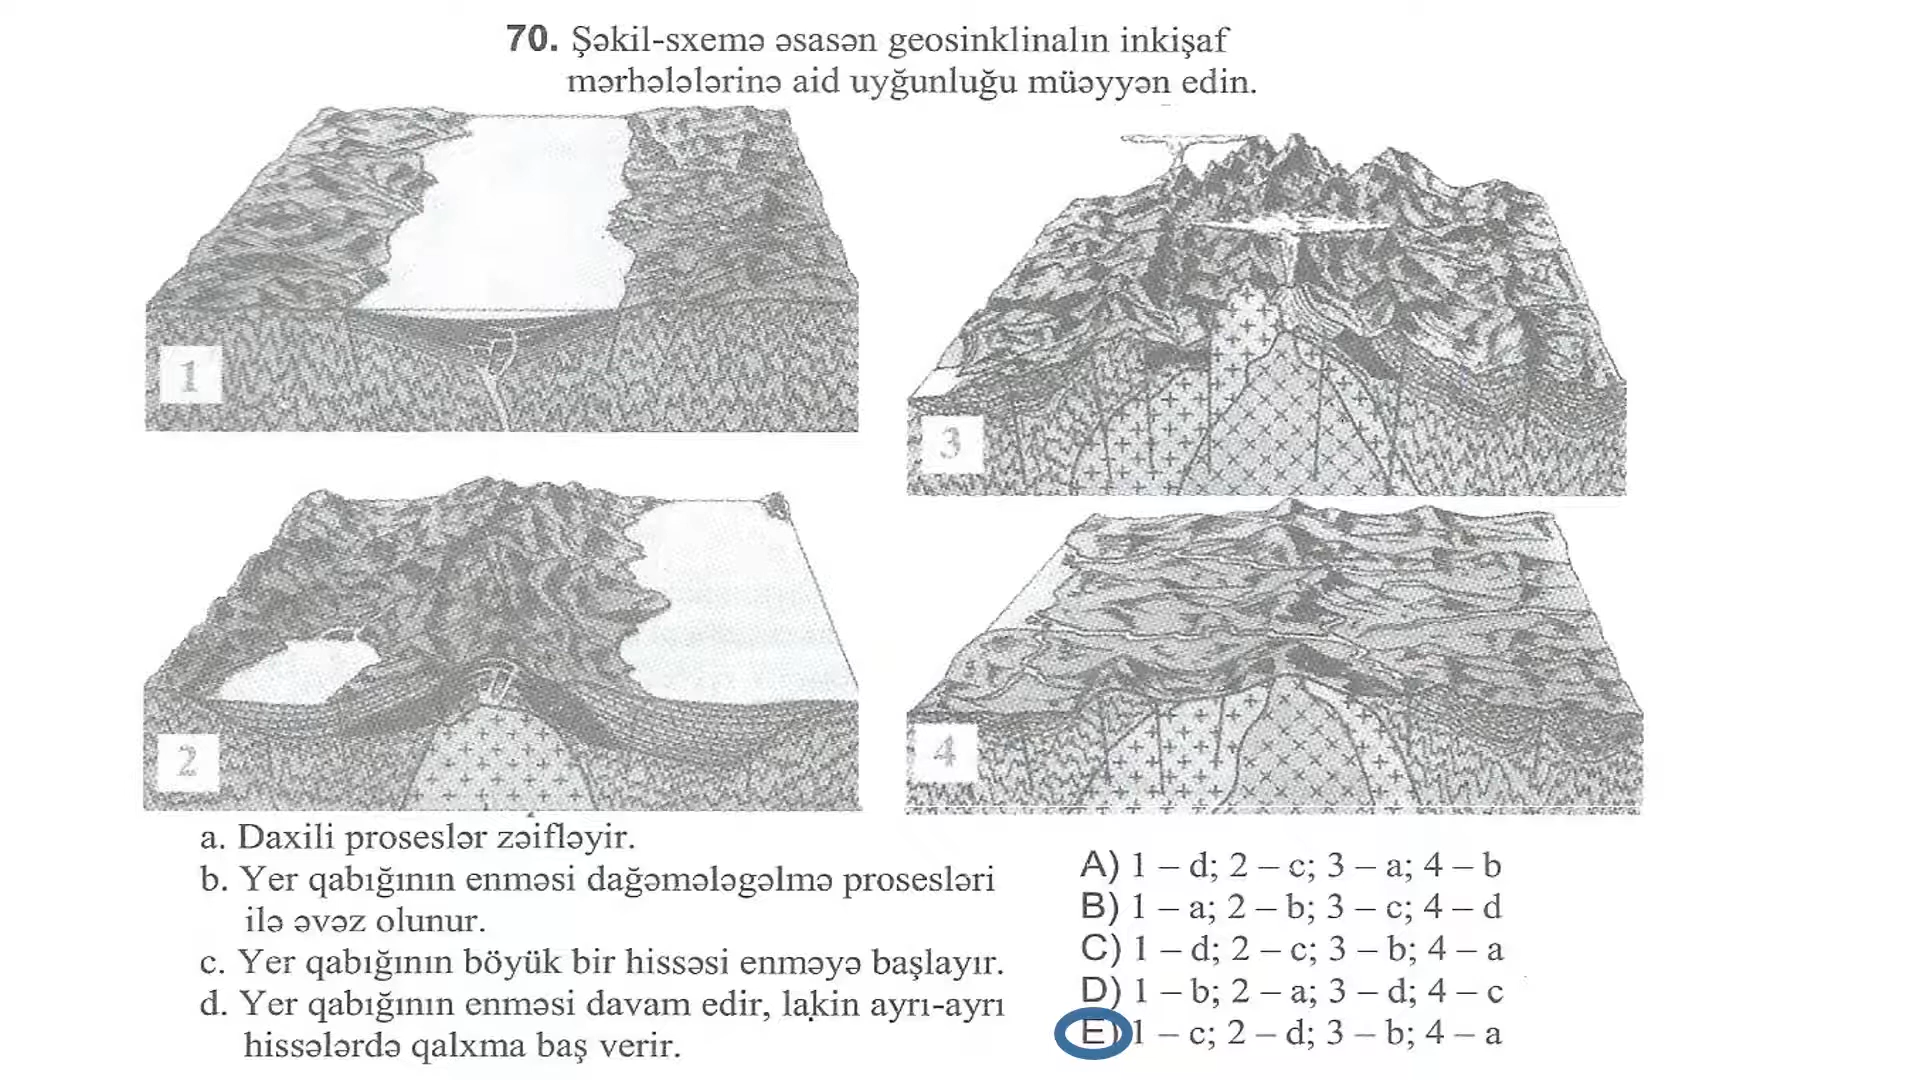 70. Şəkil-sxemə əsasən geosinklinalın inkişaf
mərhələlərinə aid uyğunluğu müəyyən edin.
1
3
2
4
a. Daxili proseslər zəifləyir.
b. Yer qabığının enməsi dağəmələgəlmə prosesləri
ilə əvəz olunur.
c. Yer qabığının böyük bir hissəsi enməyə başlayır.
d. Yer qabığının enməsi davam edir, lakin ayrı-ayrı
hissələrdə qalxma baş verir.
A) 1 – d; 2 – c; 3 – a; 4 – b
B) 1 – a; 2 – b; 3 – c; 4 – d
C) 1 – d; 2 – c; 3 – b; 4 – a
D) 1 – b; 2 – a; 3 – d; 4 – c
E) 1 – c; 2 – d; 3 – b; 4 – a